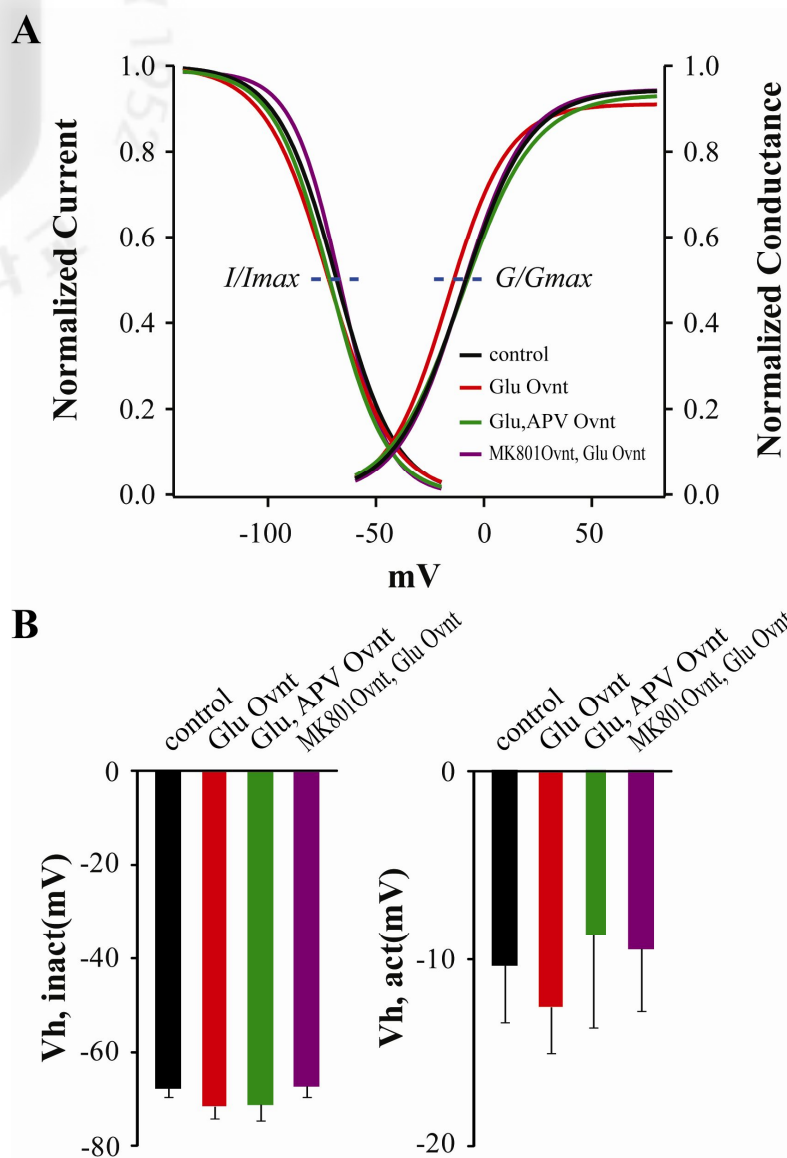 A
Normalized Current
1.0
0.8
0.6
0.4
0.2
0.0
I/Imax
G/Gmax
control
Glu Ovnt
Glu,APV Ovnt
MK801Ovnt, Glu Ovnt
1.0
0.8
0.6
0.4
0.2
0.0
Normalized Conductance
-100
-50
0
50
mV
B
control
Glu Ovnt
Glu, APV Ovnt
MK801Ovnt, Glu Ovnt
Vh, inact(mV)
0
-20
-40
-60
-80
control
Glu Ovnt
Glu, APV Ovnt
MK801Ovnt, Glu Ovnt
Vh, act(mV)
0
-10
-20